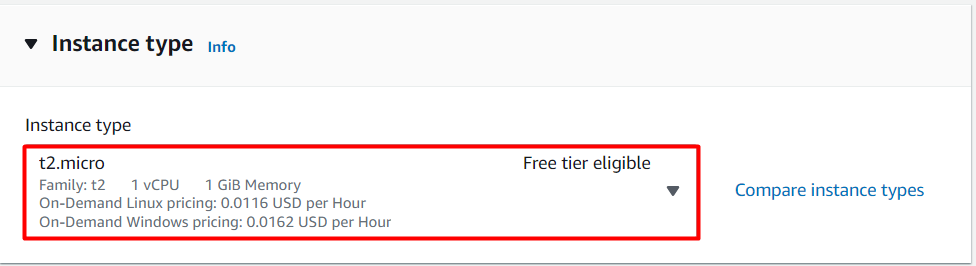 Instance type Info
Instance type
t2.micro Free tier eligible
Family: t2 1 vCPU 1 GiB Memory
On-Demand Linux pricing: 0.0116 USD per Hour
On-Demand Windows pricing: 0.0162 USD per Hour
Compare instance types